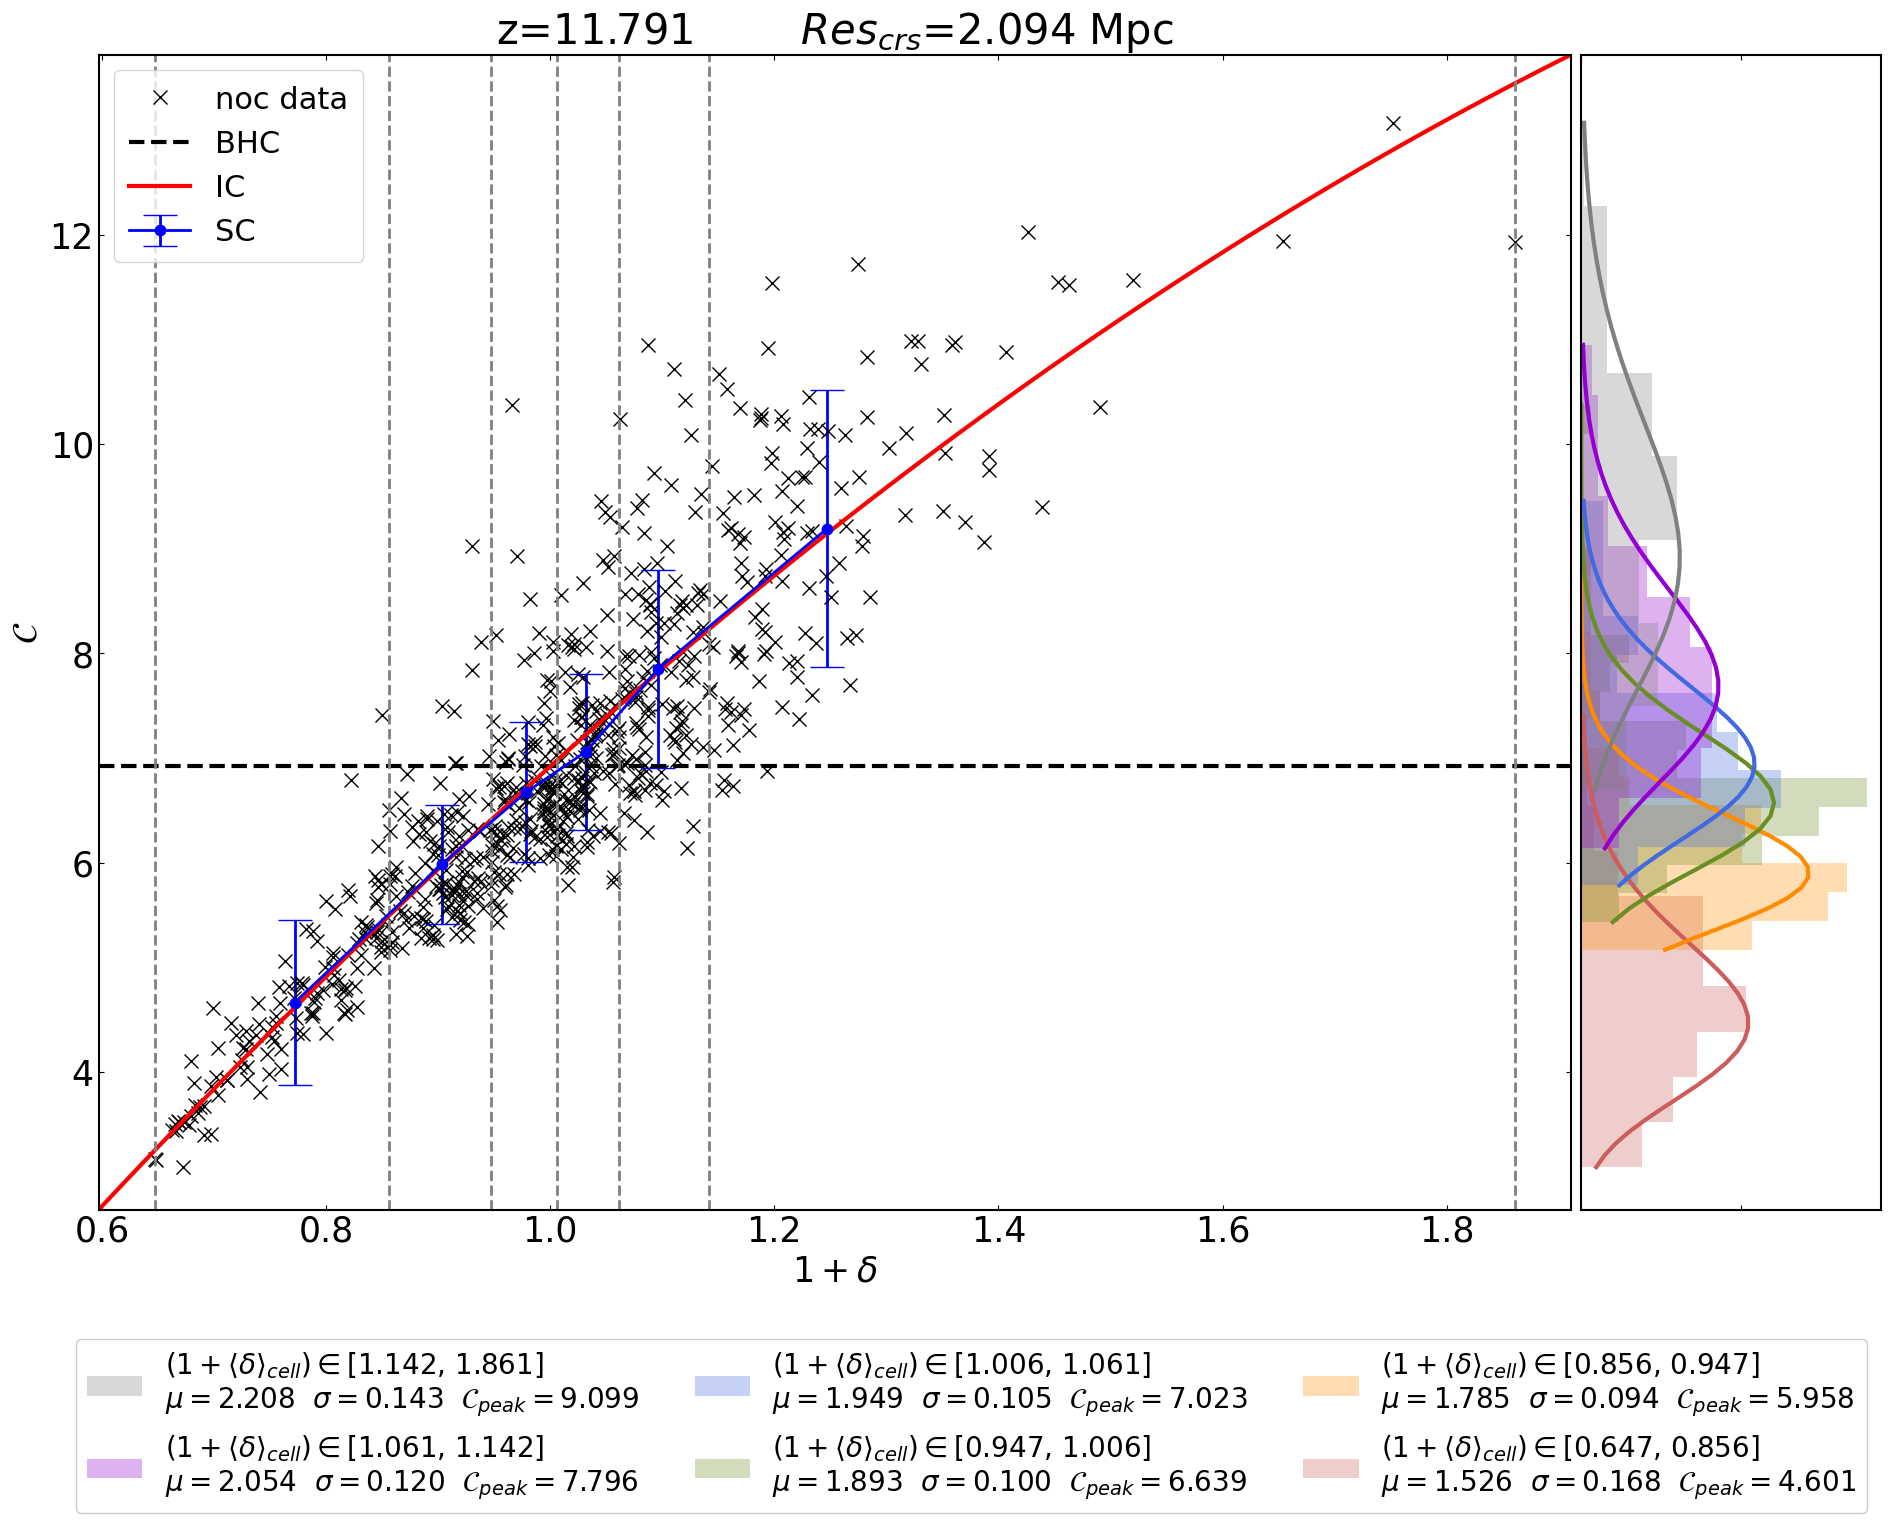 z=11.791 Res_crs=2.094 Mpc
noc data
BHC
IC
SC
𝒞
12
10
8
6
4
0.6 0.8 1.0 1.2 1.4 1.6 1.8
1 + δ
(1 + ⟨δ⟩_cell) ∈ [1.142, 1.861]
μ = 2.208 σ = 0.143 𝒞_peak = 9.099
(1 + ⟨δ⟩_cell) ∈ [1.061, 1.142]
μ = 2.054 σ = 0.120 𝒞_peak = 7.796
(1 + ⟨δ⟩_cell) ∈ [1.006, 1.061]
μ = 1.949 σ = 0.105 𝒞_peak = 7.023
(1 + ⟨δ⟩_cell) ∈ [0.947, 1.006]
μ = 1.893 σ = 0.100 𝒞_peak = 6.639
(1 + ⟨δ⟩_cell) ∈ [0.856, 0.947]
μ = 1.785 σ = 0.094 𝒞_peak = 5.958
(1 + ⟨δ⟩_cell) ∈ [0.647, 0.856]
μ = 1.526 σ = 0.168 𝒞_peak = 4.601